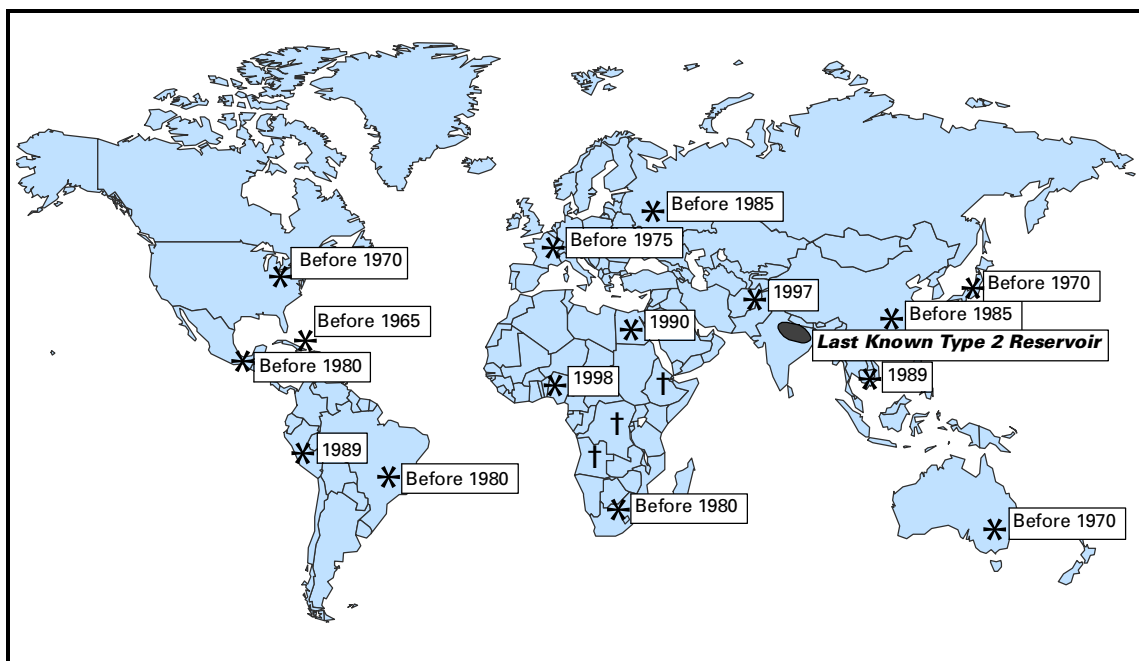 Before 1985
Before 1975
Before 1970
1997
Before 1970
Before 1985
Before 1965
1990
Last Known Type 2 Reservoir
Before 1980
1998
†
1989
†
1989
†
Before 1980
Before 1980
Before 1970